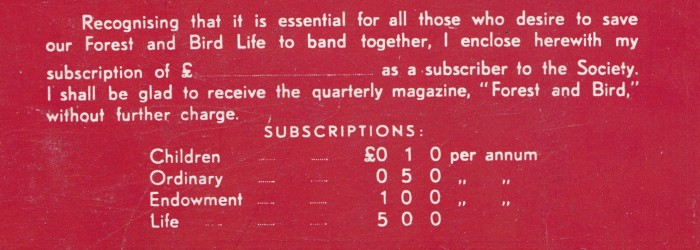 Recognising that it is essential for all those who desire to save
our Forest and Bird Life to band together, I enclose herewith my
subscription of £ .................................... as a subscriber to the Society.
I shall be glad to receive the quarterly magazine, "Forest and Bird,"
without further charge.
SUBSCRIPTIONS:
Children ...... ...... £0 1 0 per annum
Ordinary ...... ...... 0 5 0 „ „
Endowment ...... ...... 1 0 0 „ „
Life ...... ...... 5 0 0